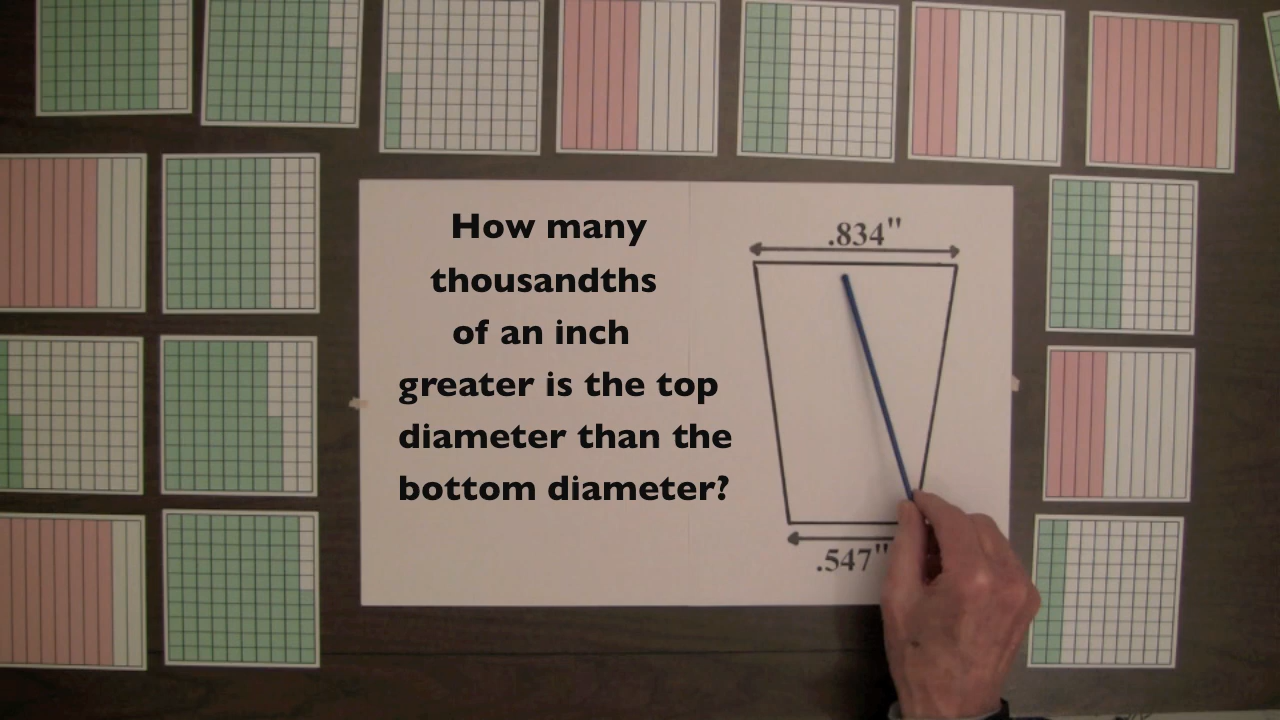 How many
thousandths
of an inch
greater is the top
diameter than the
bottom diameter?
.834"
.547"